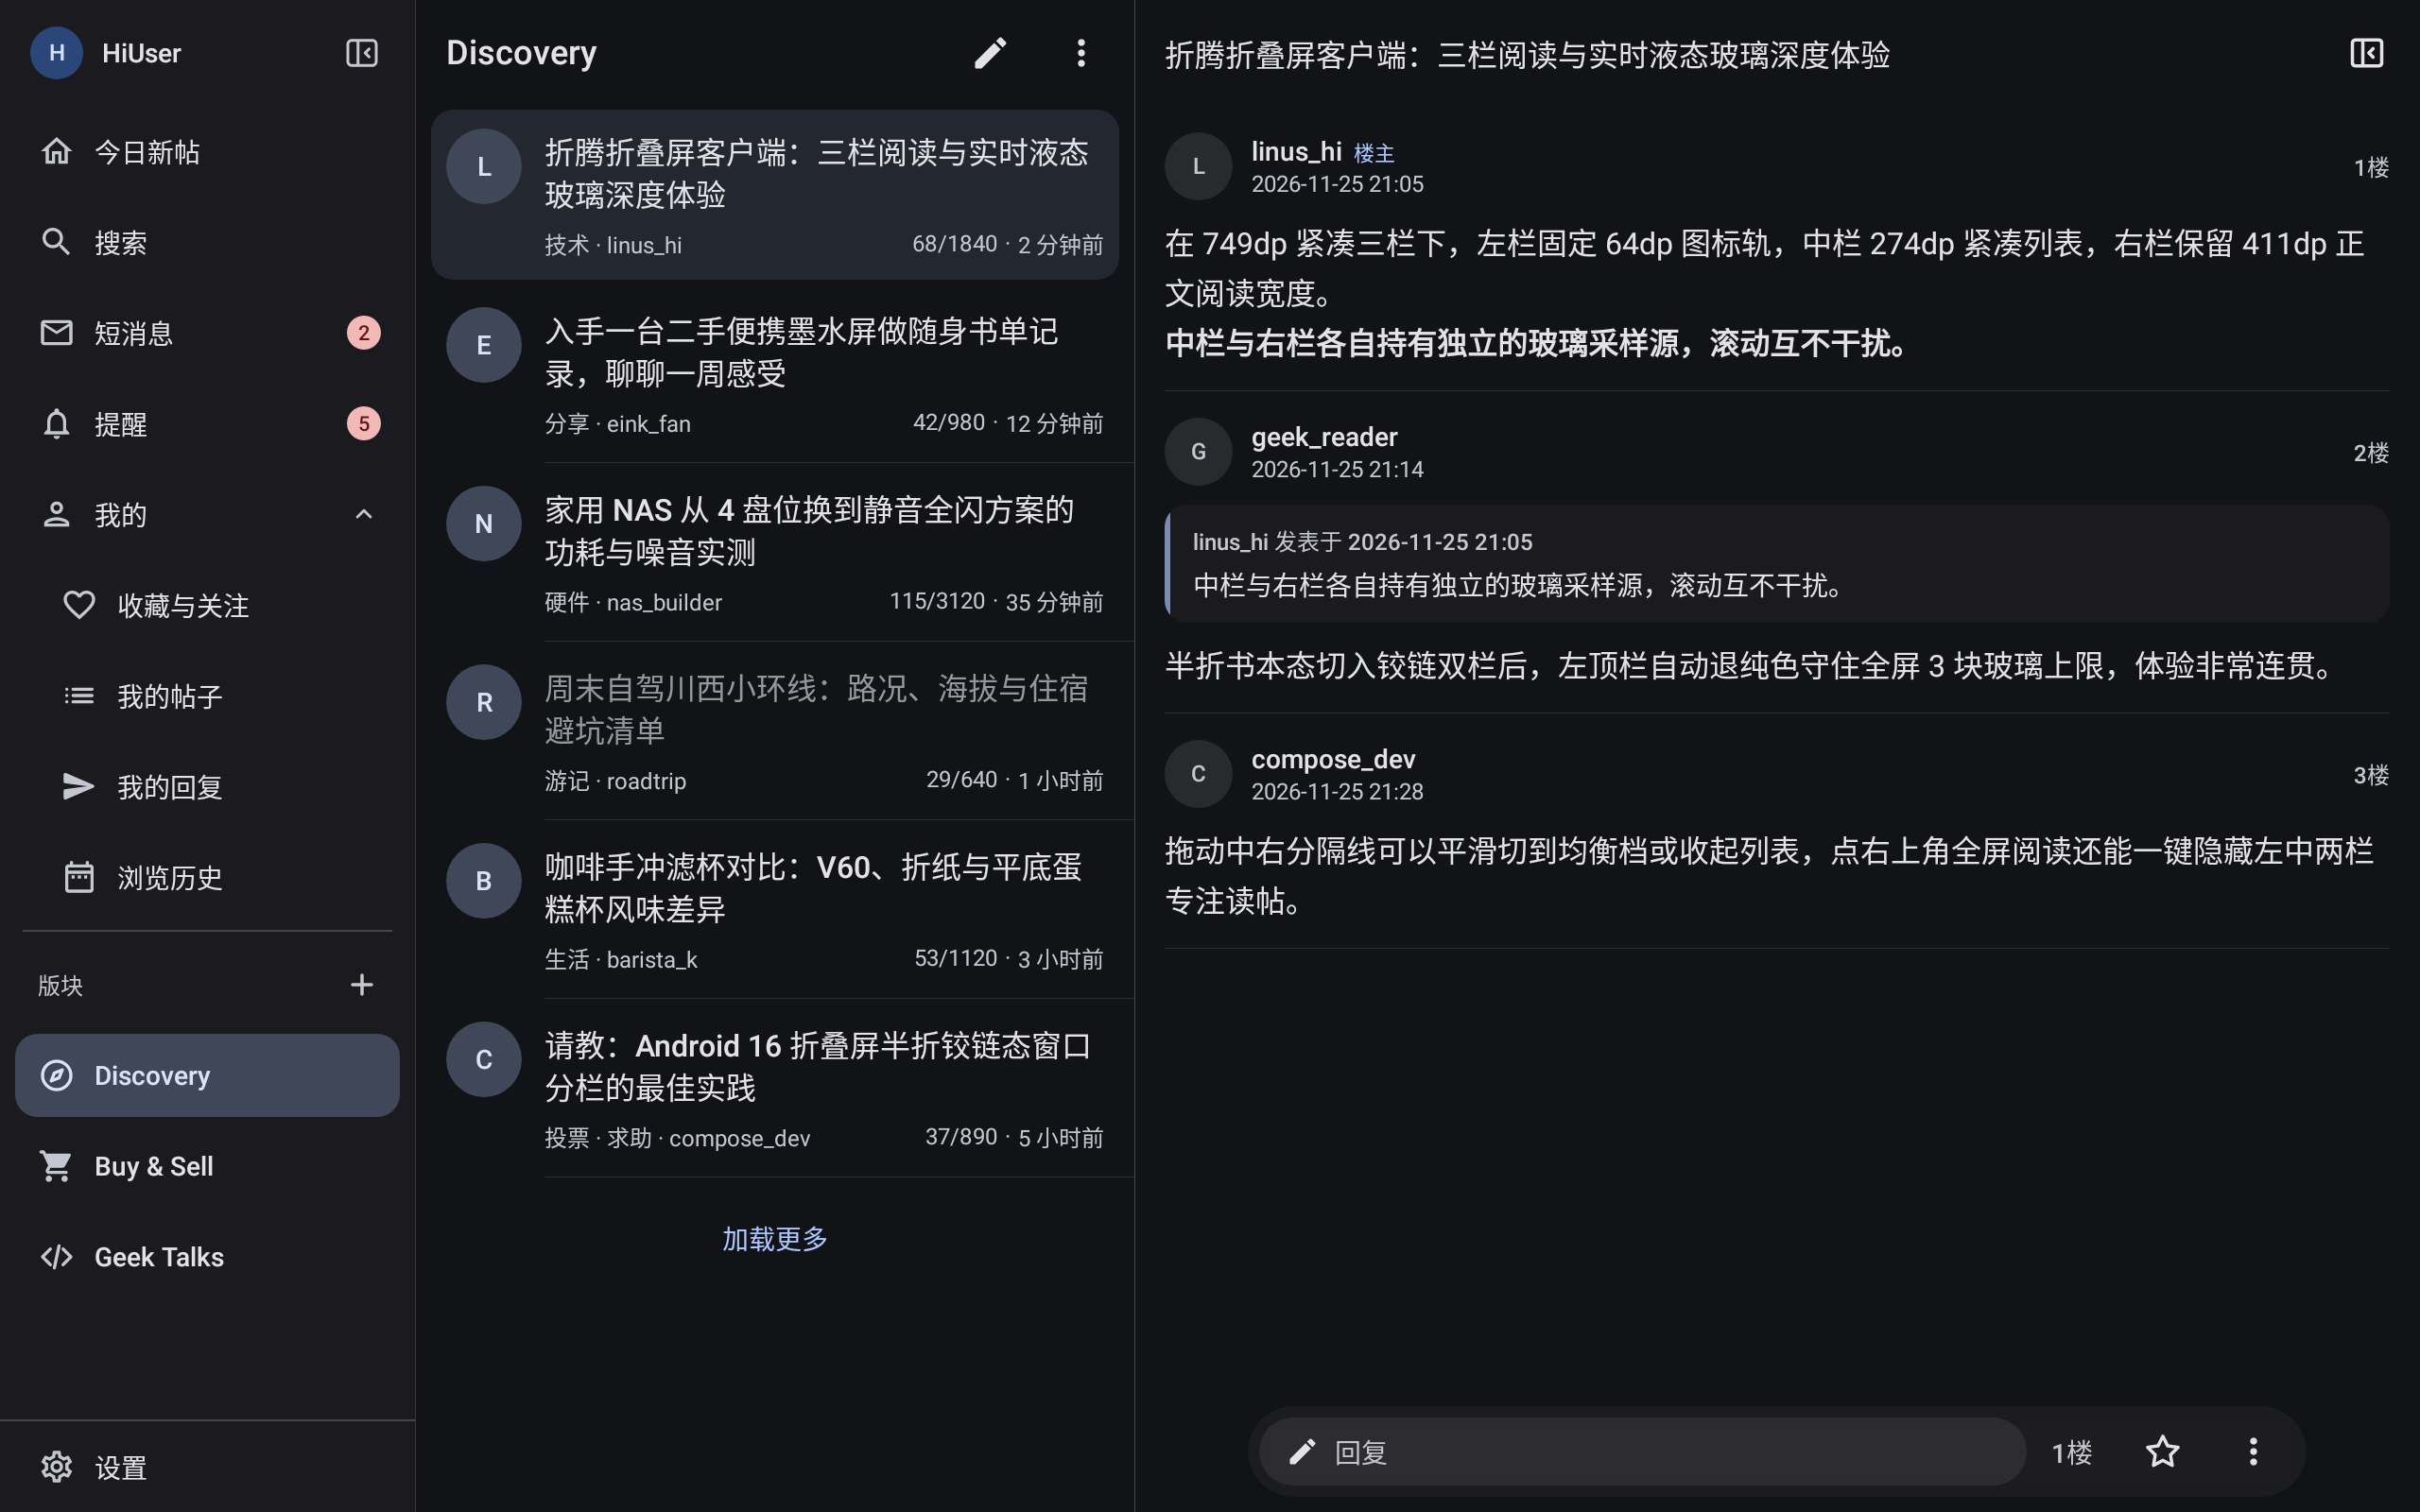 H HiUser
今日新帖
搜索
短消息 2
提醒 5
我的
收藏与关注
我的帖子
我的回复
浏览历史
版块
Discovery
Buy & Sell
Geek Talks
设置
Discovery
L
折腾折叠屏客户端：三栏阅读与实时液态
玻璃深度体验
技术 · linus_hi 68/1840 · 2 分钟前
E
入手一台二手便携墨水屏做随身书单记
录，聊聊一周感受
分享 · eink_fan 42/980 · 12 分钟前
N
家用 NAS 从 4 盘位换到静音全闪方案的
功耗与噪音实测
硬件 · nas_builder 115/3120 · 35 分钟前
R
周末自驾川西小环线：路况、海拔与住宿
避坑清单
游记 · roadtrip 29/640 · 1 小时前
B
咖啡手冲滤杯对比：V60、折纸与平底蛋
糕杯风味差异
生活 · barista_k 53/1120 · 3 小时前
C
请教：Android 16 折叠屏半折铰链态窗口
分栏的最佳实践
投票 · 求助 · compose_dev 37/890 · 5 小时前
加载更多
折腾折叠屏客户端：三栏阅读与实时液态玻璃深度体验
L
linus_hi 楼主
2026-11-25 21:05
1楼
在 749dp 紧凑三栏下，左栏固定 64dp 图标轨，中栏 274dp 紧凑列表，右栏保留 411dp 正
文阅读宽度。
中栏与右栏各自持有独立的玻璃采样源，滚动互不干扰。
G
geek_reader
2026-11-25 21:14
2楼
linus_hi 发表于 2026-11-25 21:05
中栏与右栏各自持有独立的玻璃采样源，滚动互不干扰。
半折书本态切入铰链双栏后，左顶栏自动退纯色守住全屏 3 块玻璃上限，体验非常连贯。
C
compose_dev
2026-11-25 21:28
3楼
拖动中右分隔线可以平滑切到均衡档或收起列表，点右上角全屏阅读还能一键隐藏左中两栏
专注读帖。
回复 1楼